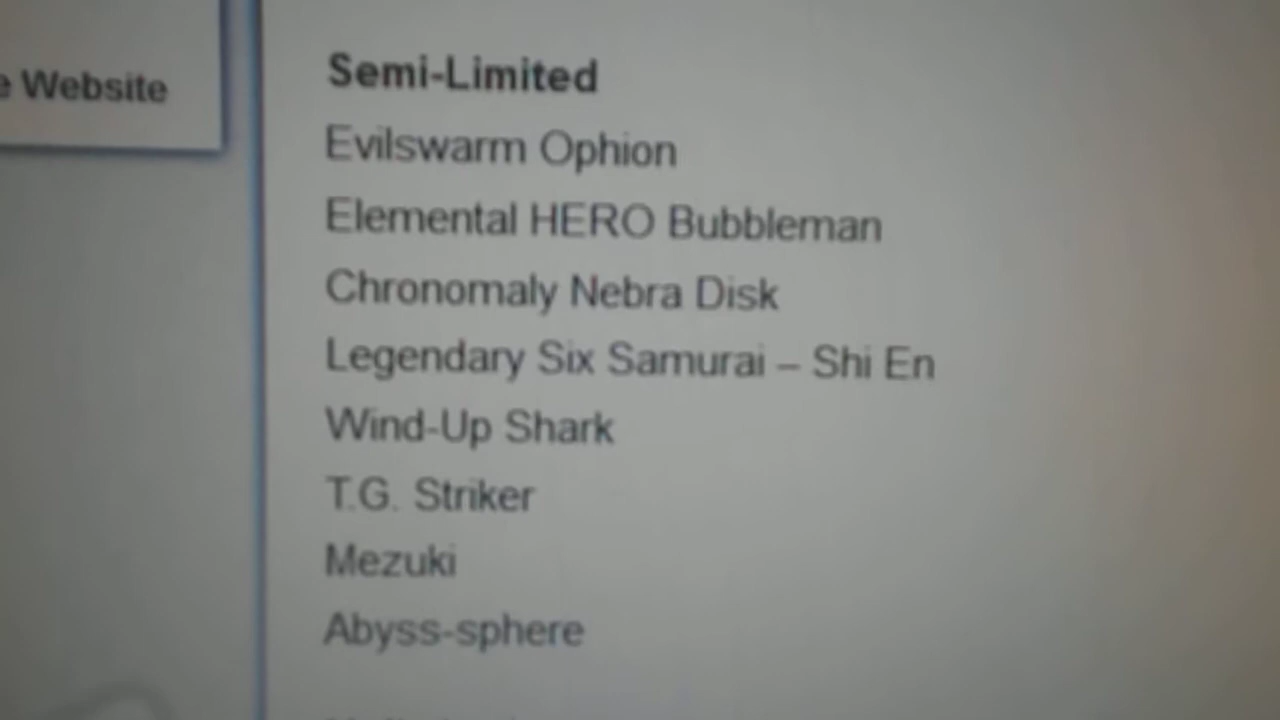 e Website
Semi-Limited
Evilswarm Ophion
Elemental HERO Bubbleman
Chronomaly Nebra Disk
Legendary Six Samurai – Shi En
Wind-Up Shark
T.G. Striker
Mezuki
Abyss-sphere